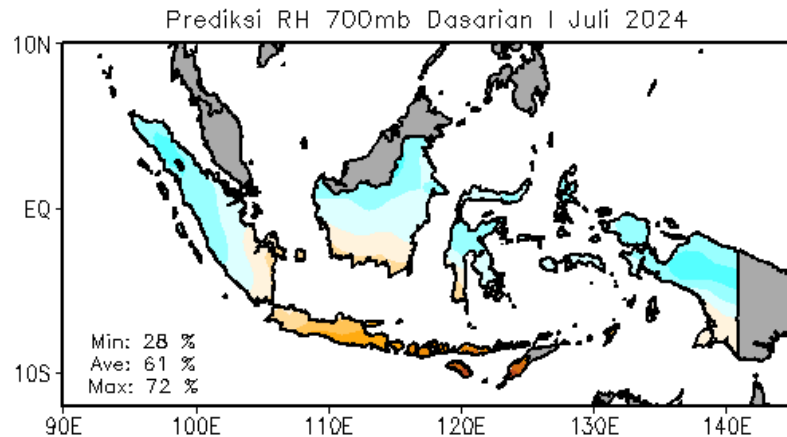 Prediksi RH 700mb Dasarian I Juli 2024
10N
EQ
10S
Min: 28 %
Ave: 61 %
Max: 72 %
90E 100E 110E 120E 130E 140E